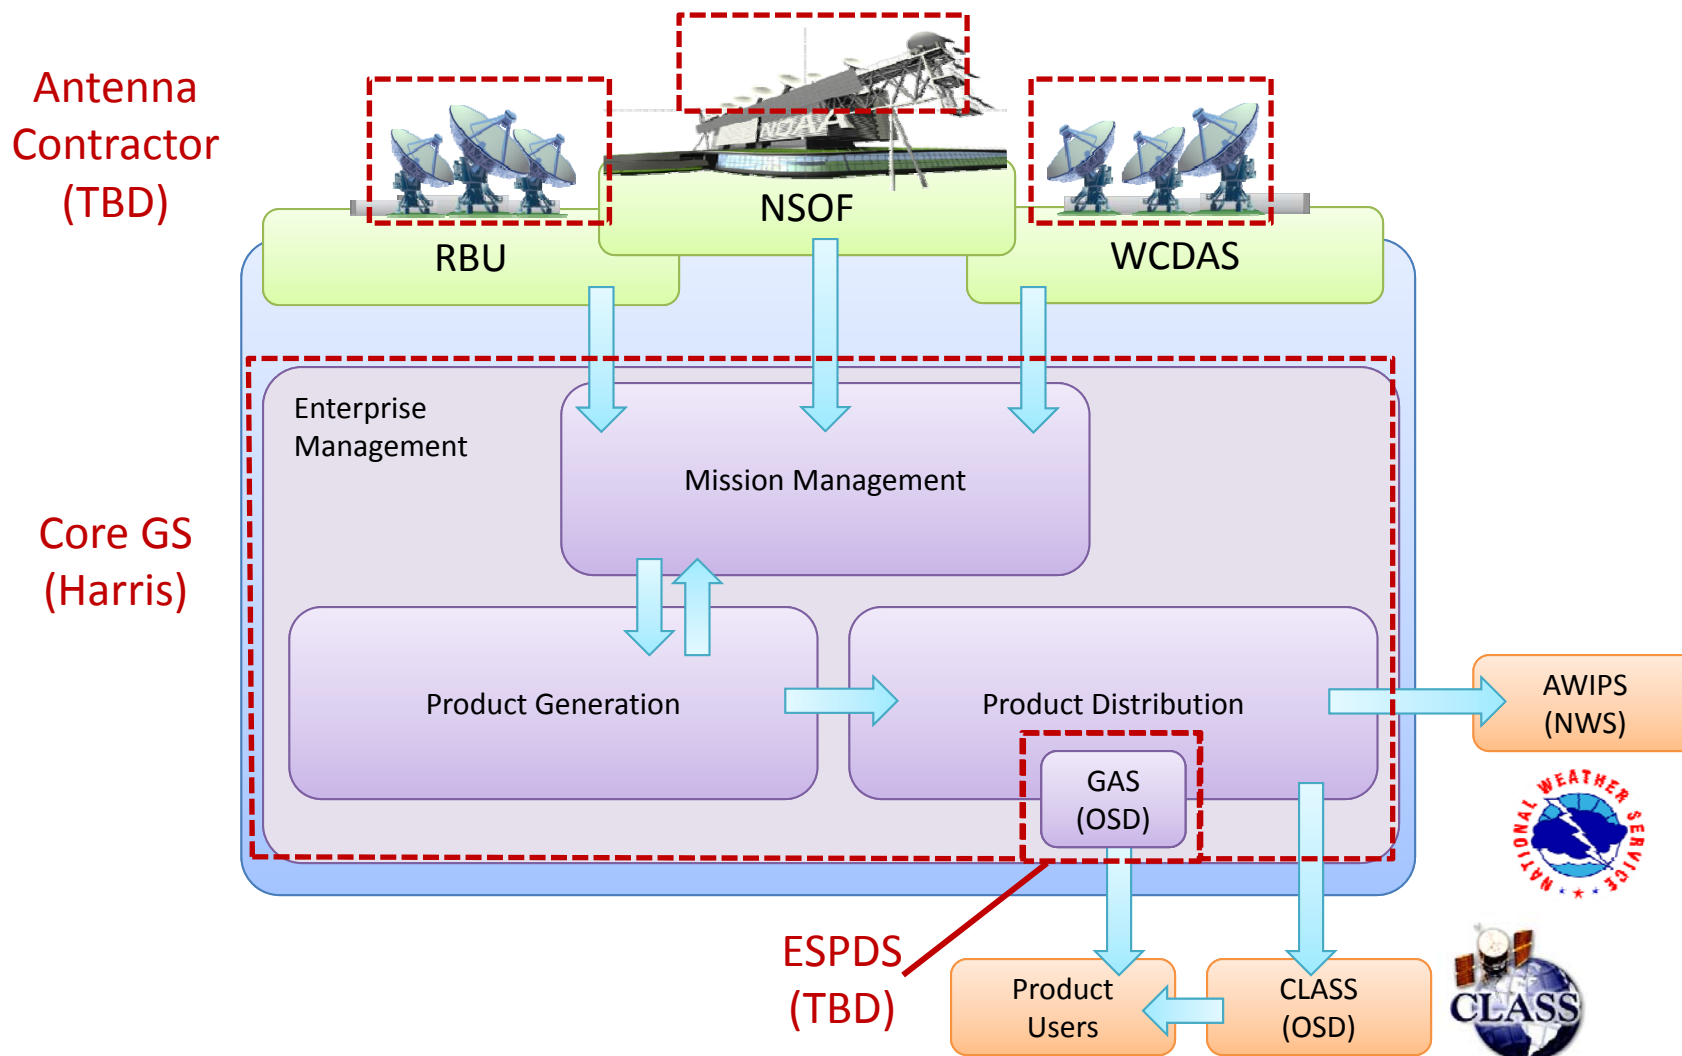 Antenna
Contractor
(TBD)
NOAA
NSOF
RBU
WCDAS
Enterprise
Management
Mission Management
Core GS
(Harris)
Product Generation
Product Distribution
AWIPS
(NWS)
GAS
(OSD)
NATIONAL WEATHER SERVICE
ESPDS
(TBD)
Product
Users
CLASS
(OSD)
CLASS